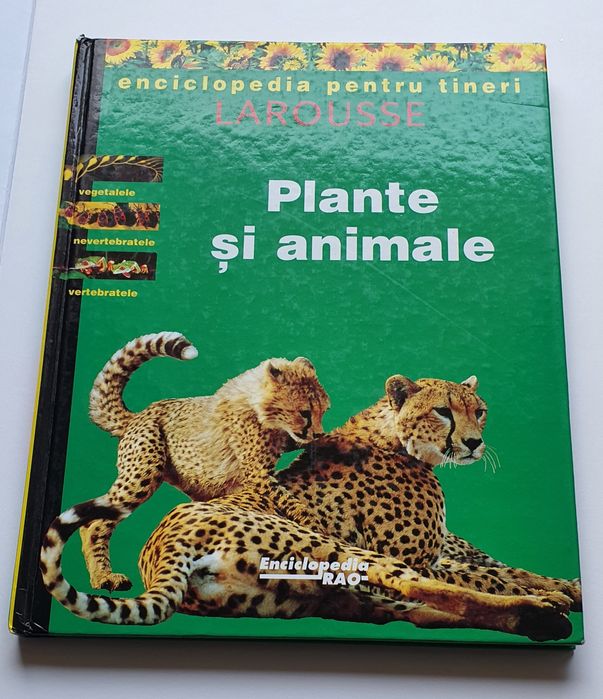 enciclopedia pentru tineri
LAROUSSE
vegetalele
nevertebratele
vertebratele
Plante
și animale
Enciclopedia
RAO